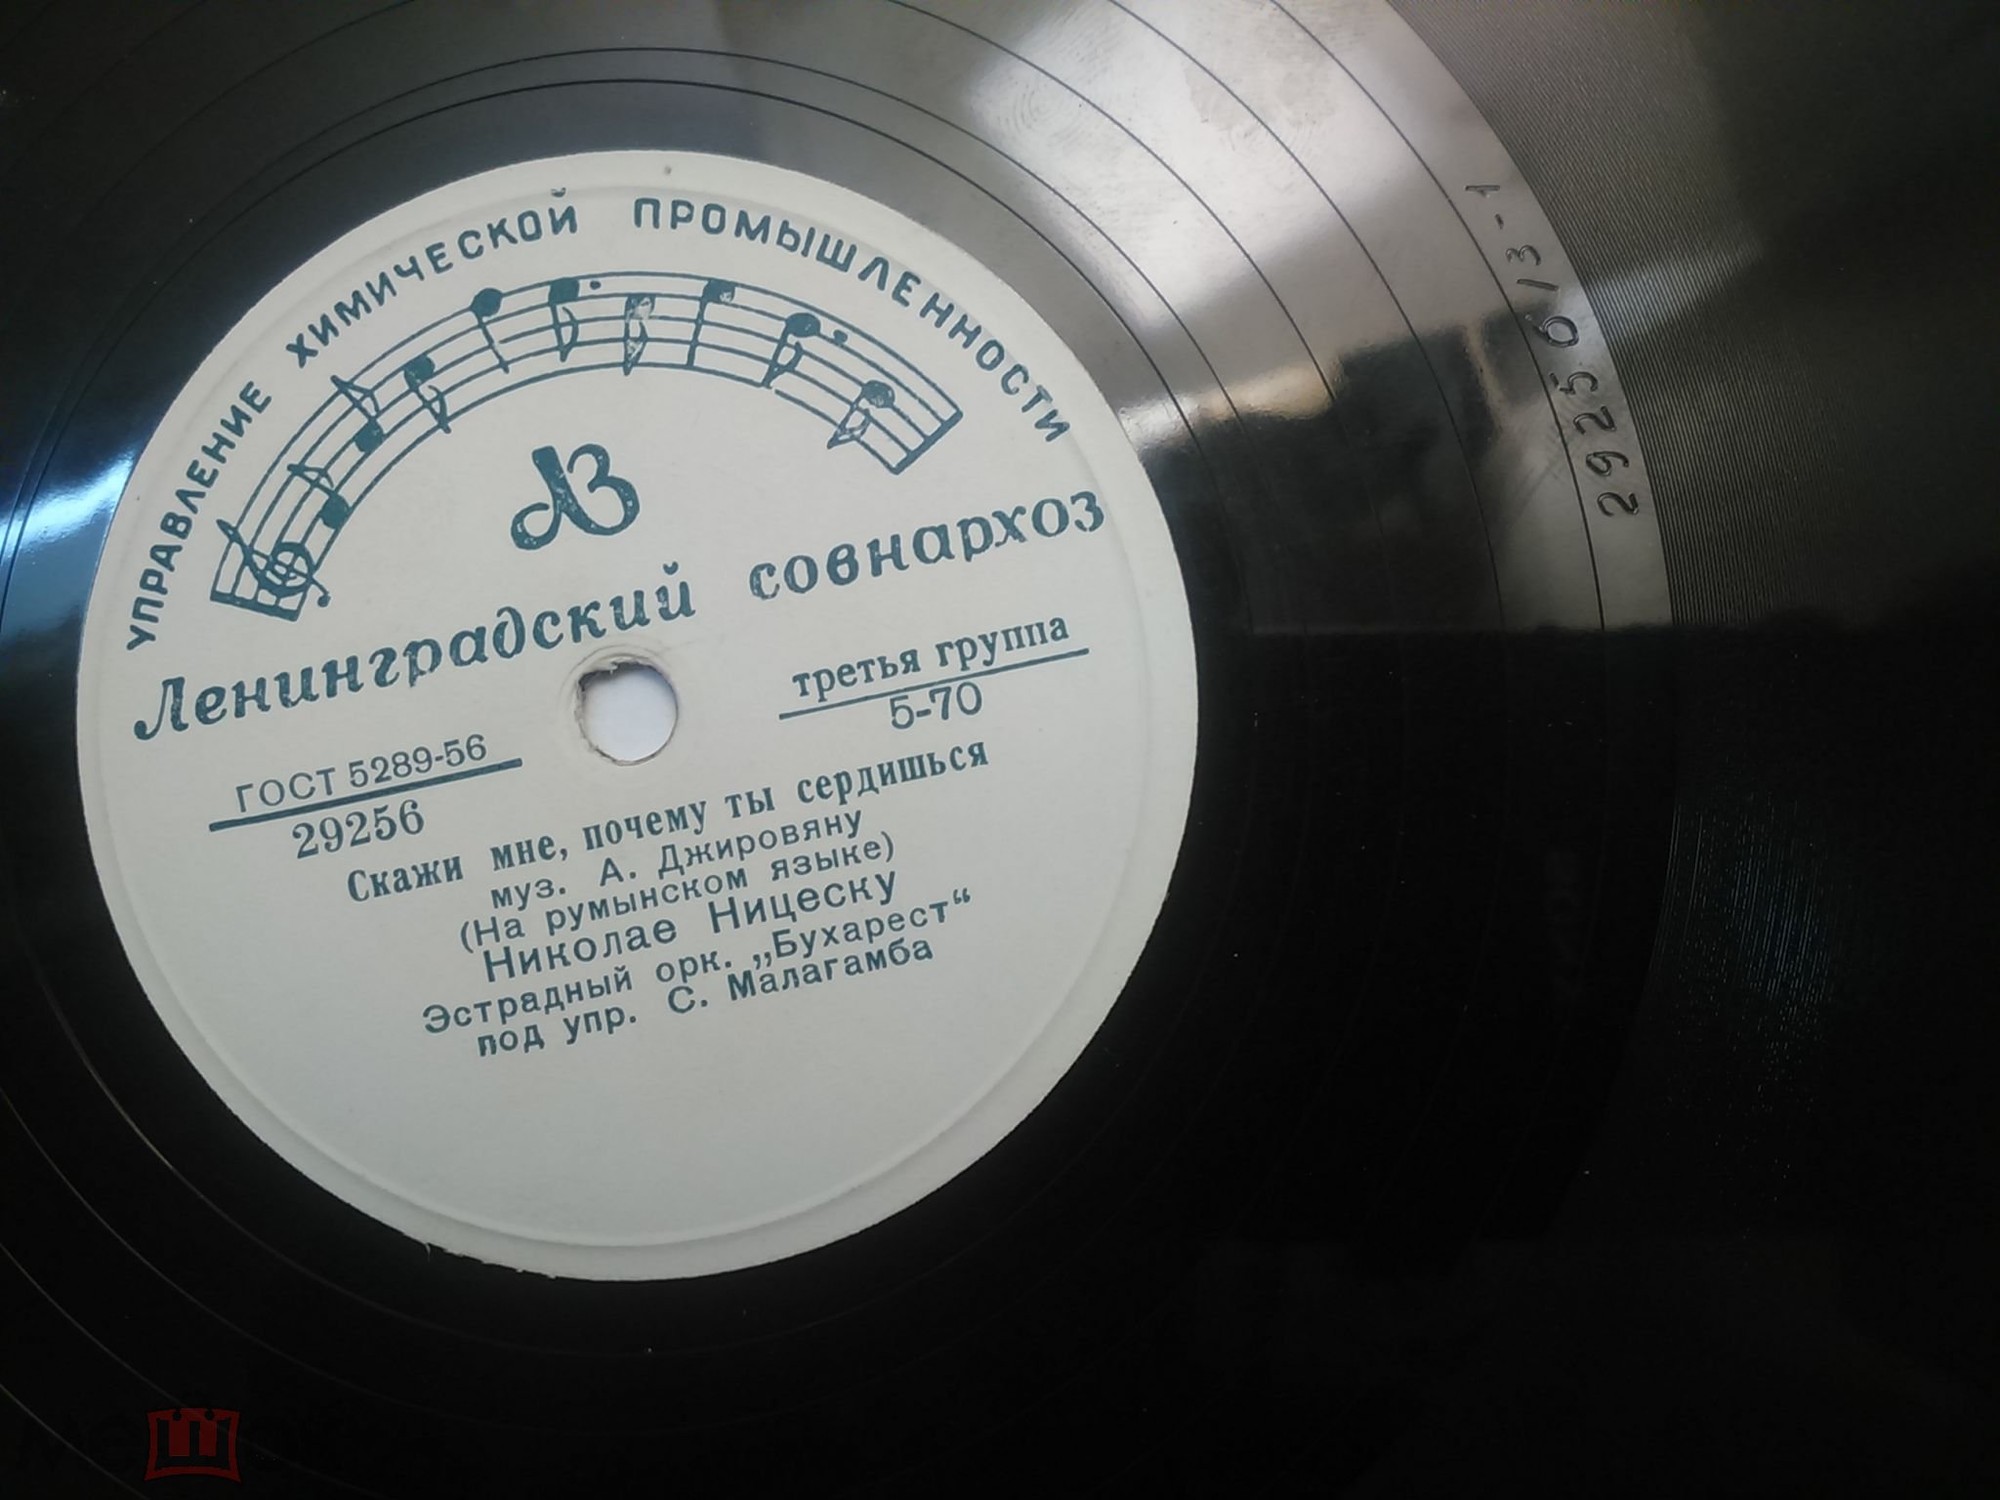 УПРАВЛЕНИЕ ХИМИЧЕСКОЙ ПРОМЫШЛЕННОСТИ
ЛЗ
Ленинградский совнархоз
ГОСТ 5289-56
29256
третья группа
5-70
Скажи мне, почему ты сердишься
муз. А. Джировяну
(На румынском языке)
Николае Ницеску
Эстрадный орк. „Бухарест“
под упр. С. Малагамба
29256/3-1